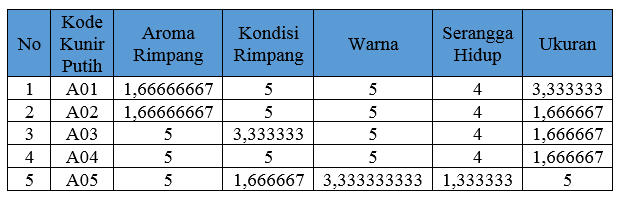 No Kode Kunir Putih Aroma Rimpang Kondisi Rimpang Warna Serangga Hidup Ukuran
1 A01 1,66666667 5 5 4 3,333333
2 A02 1,66666667 5 5 4 1,666667
3 A03 5 3,333333 5 4 1,666667
4 A04 5 5 5 4 1,666667
5 A05 5 1,666667 3,333333333 1,333333 5